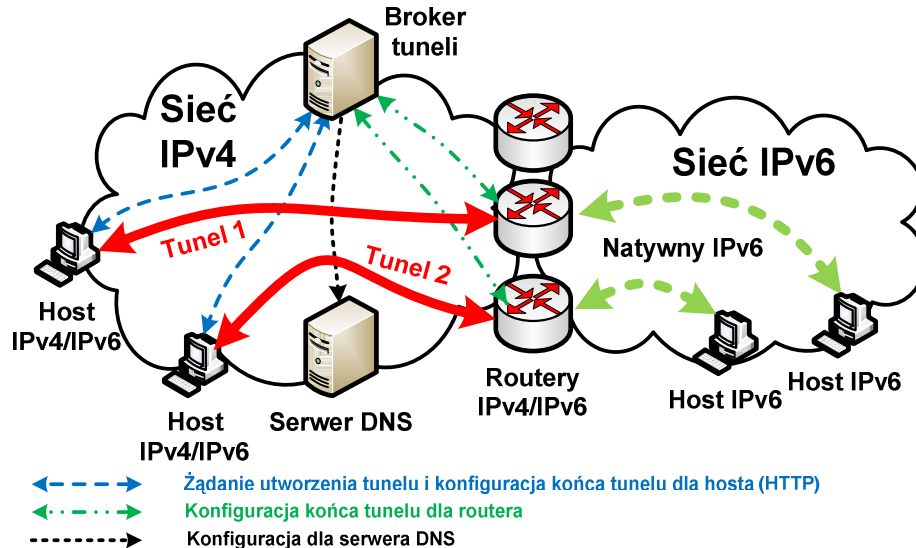 Broker
tuneli
Sieć
IPv4
Sieć IPv6
Tunel 1
Natywny IPv6
Tunel 2
Host
IPv4/IPv6
Host
IPv4/IPv6
Serwer DNS
Routery
IPv4/IPv6
Host IPv6
Host IPv6
Żądanie utworzenia tunelu i konfiguracja końca tunelu dla hosta (HTTP)
Konfiguracja końca tunelu dla routera
Konfiguracja dla serwera DNS